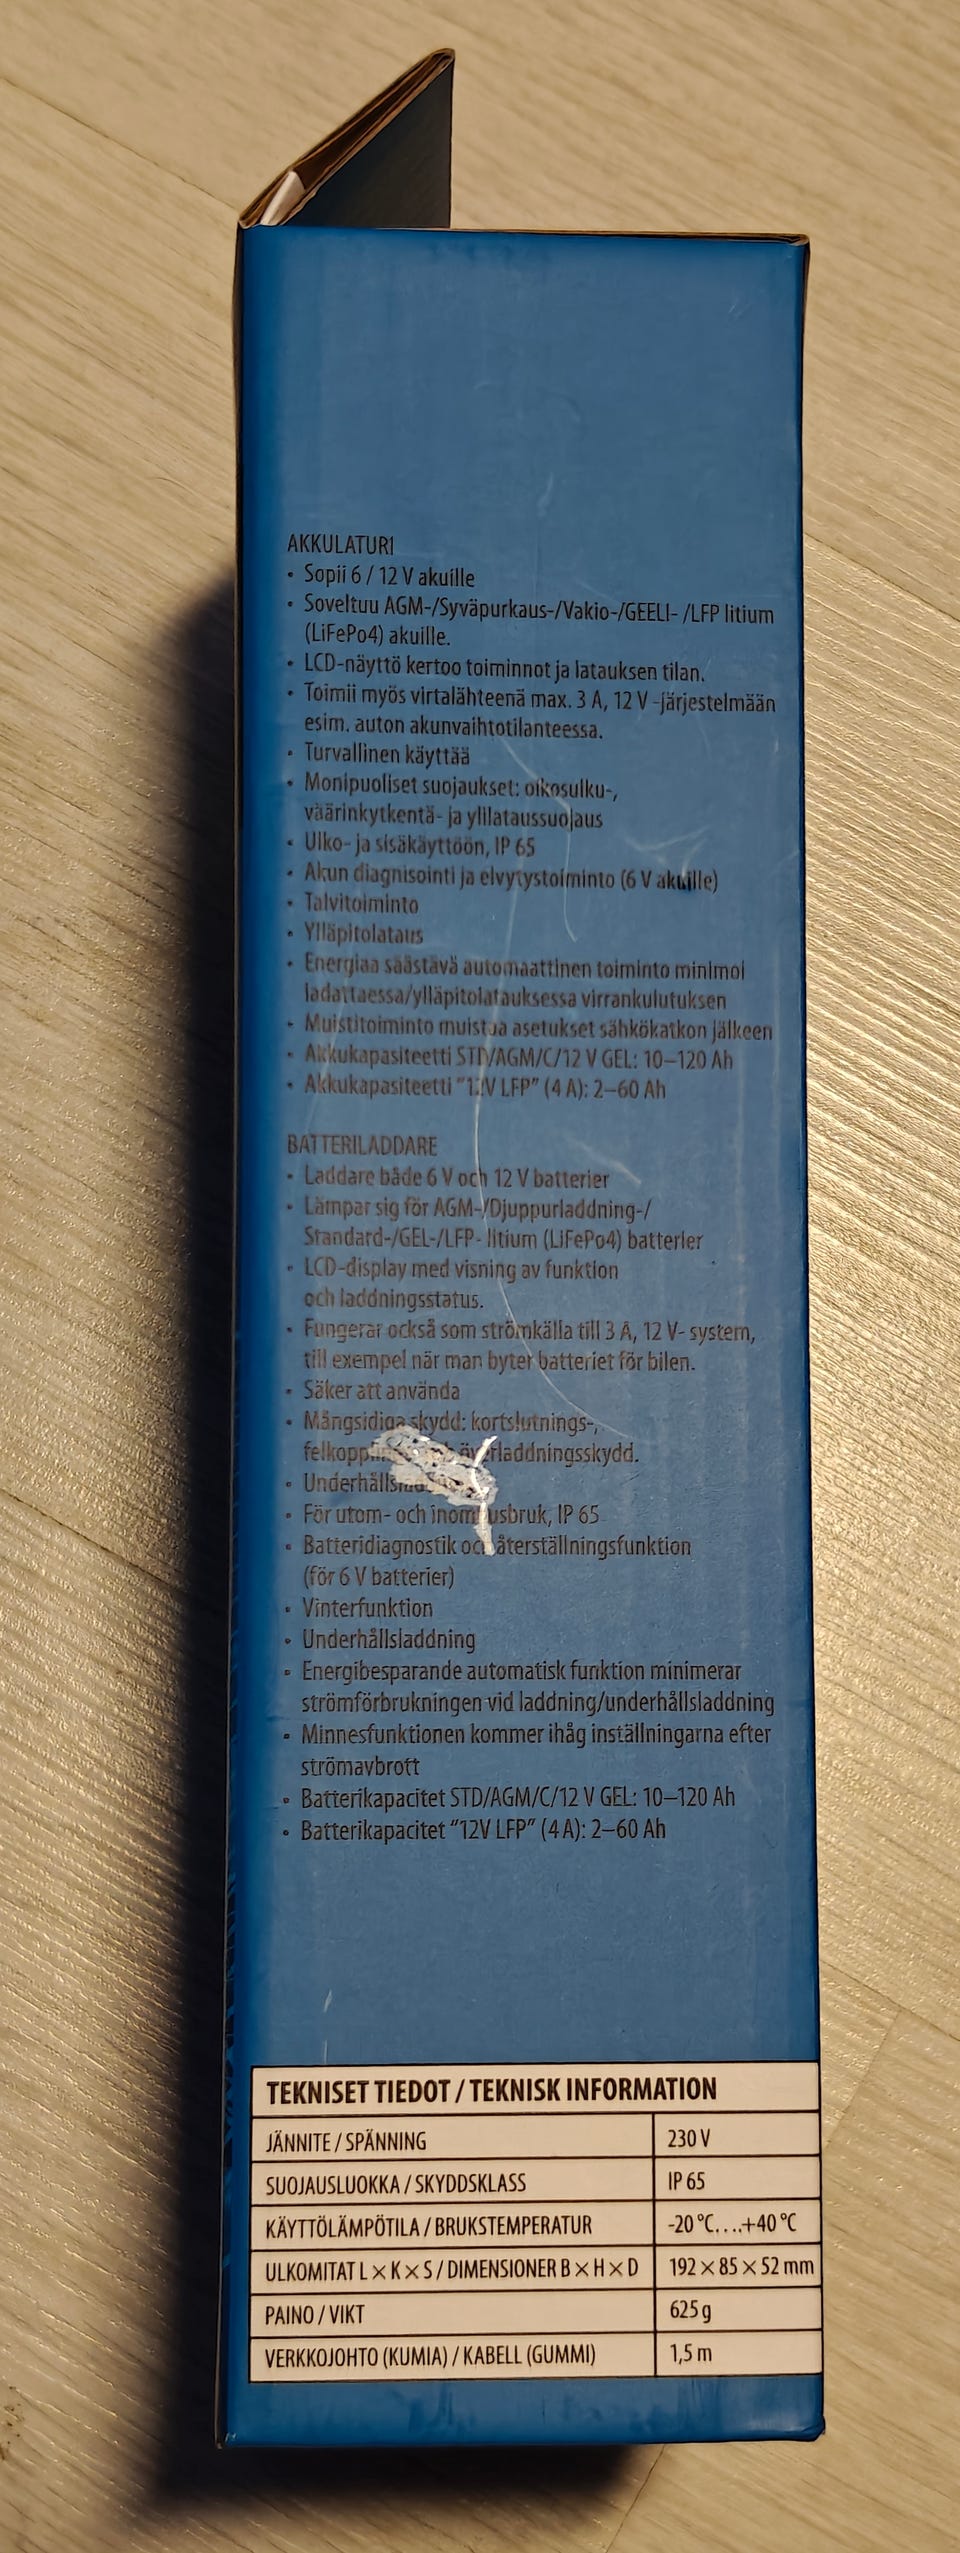 AKKULATURI
• Sopii 6 / 12 V akuille
• Soveltuu AGM-/Syväpurkaus-/Vakio-/GEELI- /LFP litium
(LiFePo4) akuille.
• LCD-näyttö kertoo toiminnot ja latauksen tilan.
• Toimii myös virtalähteenä max. 3 A, 12 V -järjestelmään
esim. auton akunvaihtotilanteessa.
• Turvallinen käyttää
• Monipuoliset suojaukset: oikosulku-,
väärinkytkentä- ja ylilataussuojaus
• Ulko- ja sisäkäyttöön, IP 65
• Akun diagnisointi ja elvytystoiminto (6 V akuille)
• Talvitoiminto
• Ylläpitolataus
• Energiaa säästävä automaattinen toiminto minimoi
ladattaessa/ylläpitolatauksessa virrankulutuksen
• Muistitoiminto muistaa asetukset sähkökatkon jälkeen
• Akkukapasiteetti STD/AGM/C/12 V GEL: 10–120 Ah
• Akkukapasiteetti "12V LFP" (4 A): 2–60 Ah
BATTERILADDARE
• Laddare både 6 V och 12 V batterier
• Lämpar sig för AGM-/Djuppurladdning-/
Standard-/GEL-/LFP- litium (LiFePo4) batterier
• LCD-display med visning av funktion
och laddningsstatus.
• Fungerar också som strömkälla till 3 A, 12 V- system,
till exempel när man byter batteriet för bilen.
• Säker att använda
• Mångsidiga skydd: kortslutnings-,
överladdningsskydd.
•
• För utom- och inomhusbruk, IP 65
• Batteridiagnostik och återställningsfunktion
(för 6 V batterier)
• Vinterfunktion
• Underhållsladdning
• Energibesparande automatisk funktion minimerar
strömförbrukningen vid laddning/underhållsladdning
• Minnesfunktionen kommer ihåg inställningarna efter
strömavbrott
• Batterikapacitet STD/AGM/C/12 V GEL: 10–120 Ah
• Batterikapacitet "12V LFP" (4 A): 2–60 Ah
TEKNISET TIEDOT / TEKNISK INFORMATION
JÄNNITE / SPÄNNING 230 V
SUOJAUSLUOKKA / SKYDDSKLASS IP 65
KÄYTTÖLÄMPÖTILA / BRUKSTEMPERATUR -20 °C. . . .+40 °C
ULKOMITAT L × K × S / DIMENSIONER B × H × D 192 × 85 × 52 mm
PAINO / VIKT 625 g
VERKKOJOHTO (KUMIA) / KABELL (GUMMI) 1,5 m